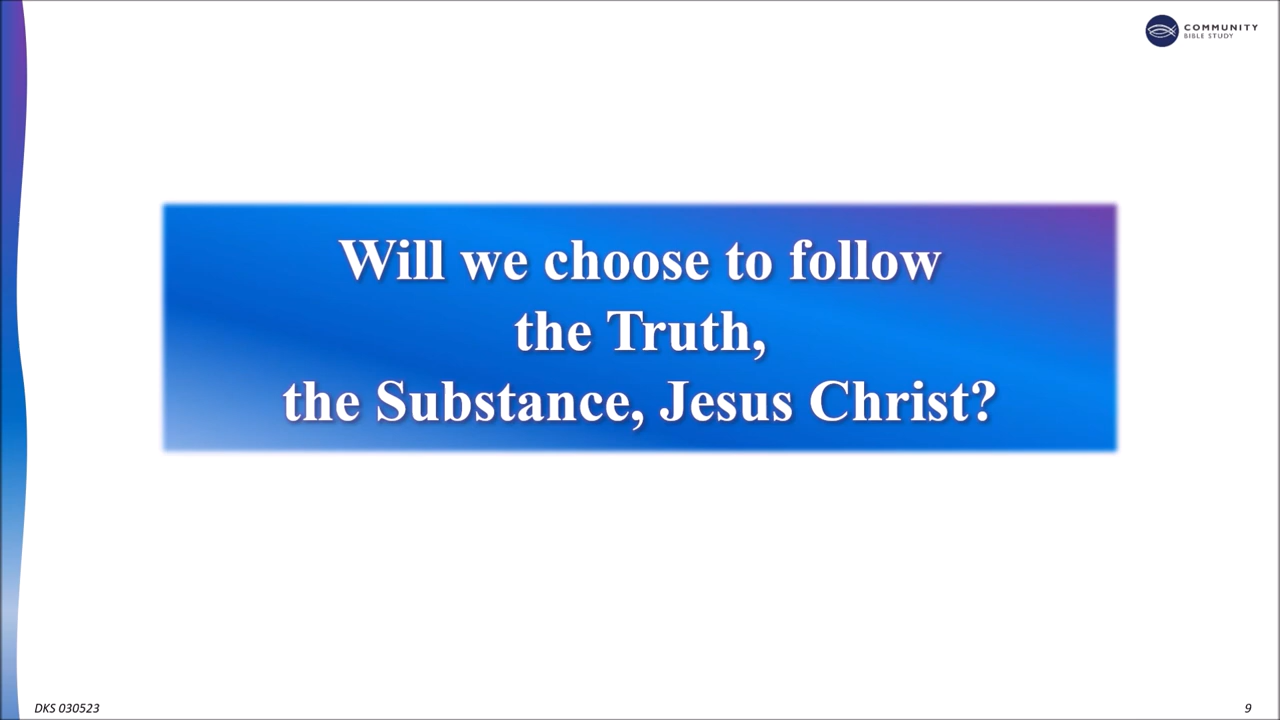 COMMUNITY
BIBLE STUDY
Will we choose to follow
the Truth,
the Substance, Jesus Christ?
DKS 030523
9